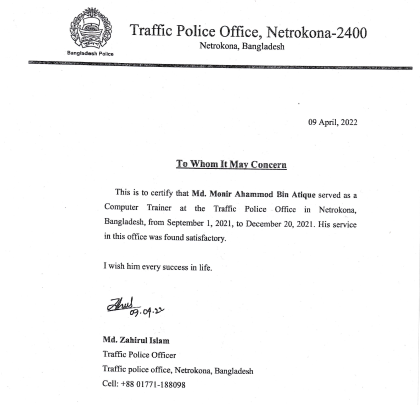 Bangladesh Police
Traffic Police Office, Netrokona-2400
Netrokona, Bangladesh
09 April, 2022
To Whom It May Concern
This is to certify that Md. Monir Ahammod Bin Atique served as a
Computer Trainer at the Traffic Police Office in Netrokona,
Bangladesh, from September 1, 2021, to December 20, 2021. His service
in this office was found satisfactory.
I wish him every success in life.
09.04.22
Md. Zahirul Islam
Traffic Police Officer
Traffic police office, Netrokona, Bangladesh
Cell: +88 01771-188098